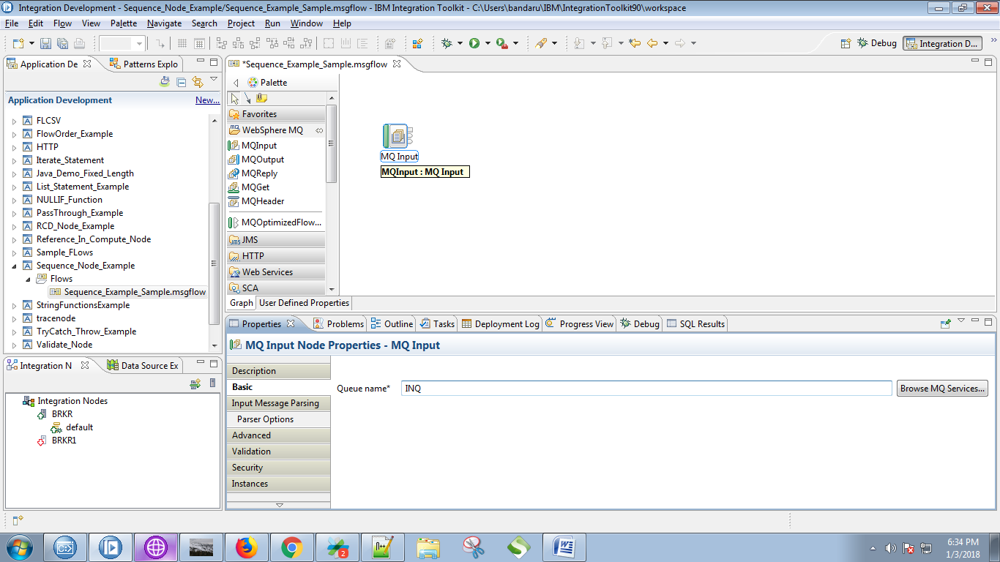 Integration Development - Sequence_Node_Example/Sequence_Example_Sample.msgflow - IBM Integration Toolkit - C:\Users\bandaru\IBM\IntegrationToolkit90\workspace
File Edit Flow View Palette Navigate Search Project Run Window Help
Debug Integration D...
Application De Patterns Explo
Application Development New...
FLCSV
FlowOrder_Example
HTTP
Iterate_Statement
Java_Demo_Fixed_Length
List_Statement_Example
NULLIF_Function
PassThrough_Example
RCD_Node_Example
Reference_In_Compute_Node
Sample_FLows
Sequence_Node_Example
Flows
Sequence_Example_Sample.msgflow
StringFunctionsExample
tracenode
TryCatch_Throw_Example
Validate_Node
Integration N Data Source Ex
Integration Nodes
BRKR
default
BRKR1
*Sequence_Example_Sample.msgflow
Palette
Favorites
WebSphere MQ
MQInput
MQOutput
MQReply
MQGet
MQHeader
MQOptimizedFlow...
JMS
HTTP
Web Services
SCA
MQ Input
MQInput : MQ Input
Graph User Defined Properties
Properties Problems Outline Tasks Deployment Log Progress View Debug SQL Results
MQ Input Node Properties - MQ Input
Description
Basic
Input Message Parsing
Parser Options
Advanced
Validation
Security
Instances
Queue name* INQ Browse MQ Services...
2
6:34 PM
1/3/2018